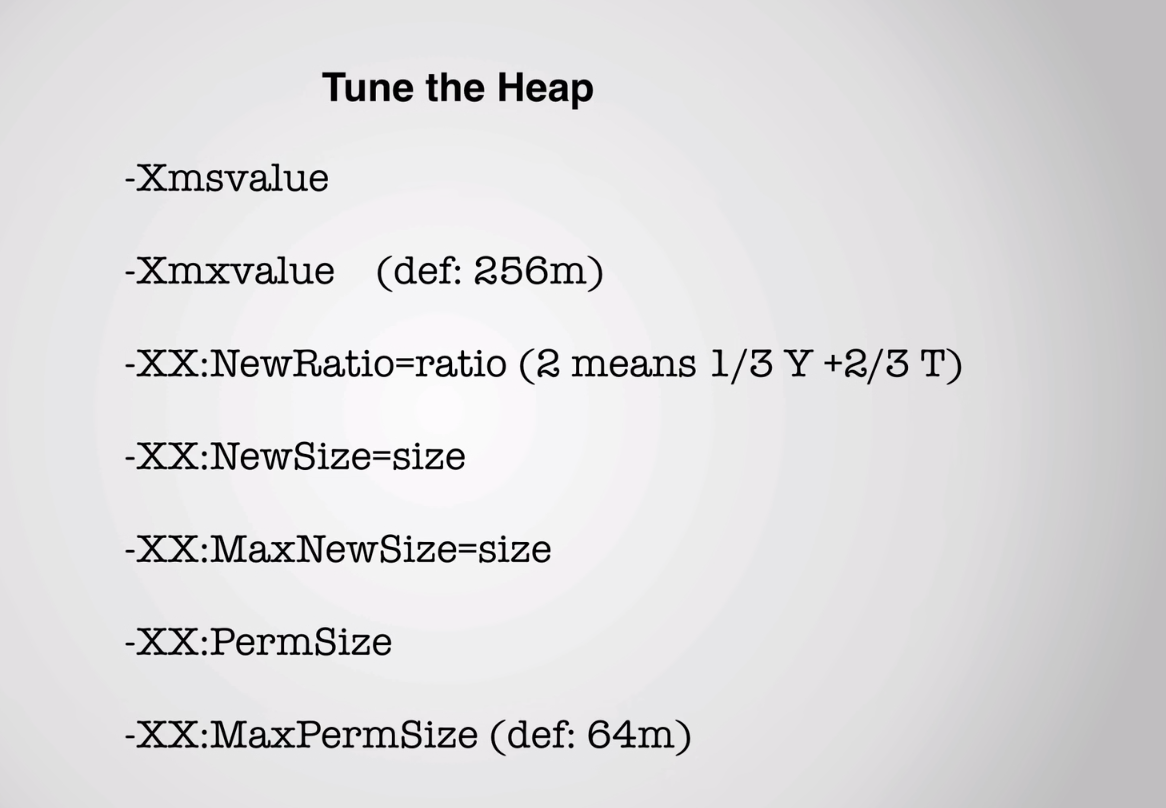 Tune the Heap
-Xmsvalue
-Xmxvalue (def: 256m)
-XX:NewRatio=ratio (2 means 1/3 Y +2/3 T)
-XX:NewSize=size
-XX:MaxNewSize=size
-XX:PermSize
-XX:MaxPermSize (def: 64m)